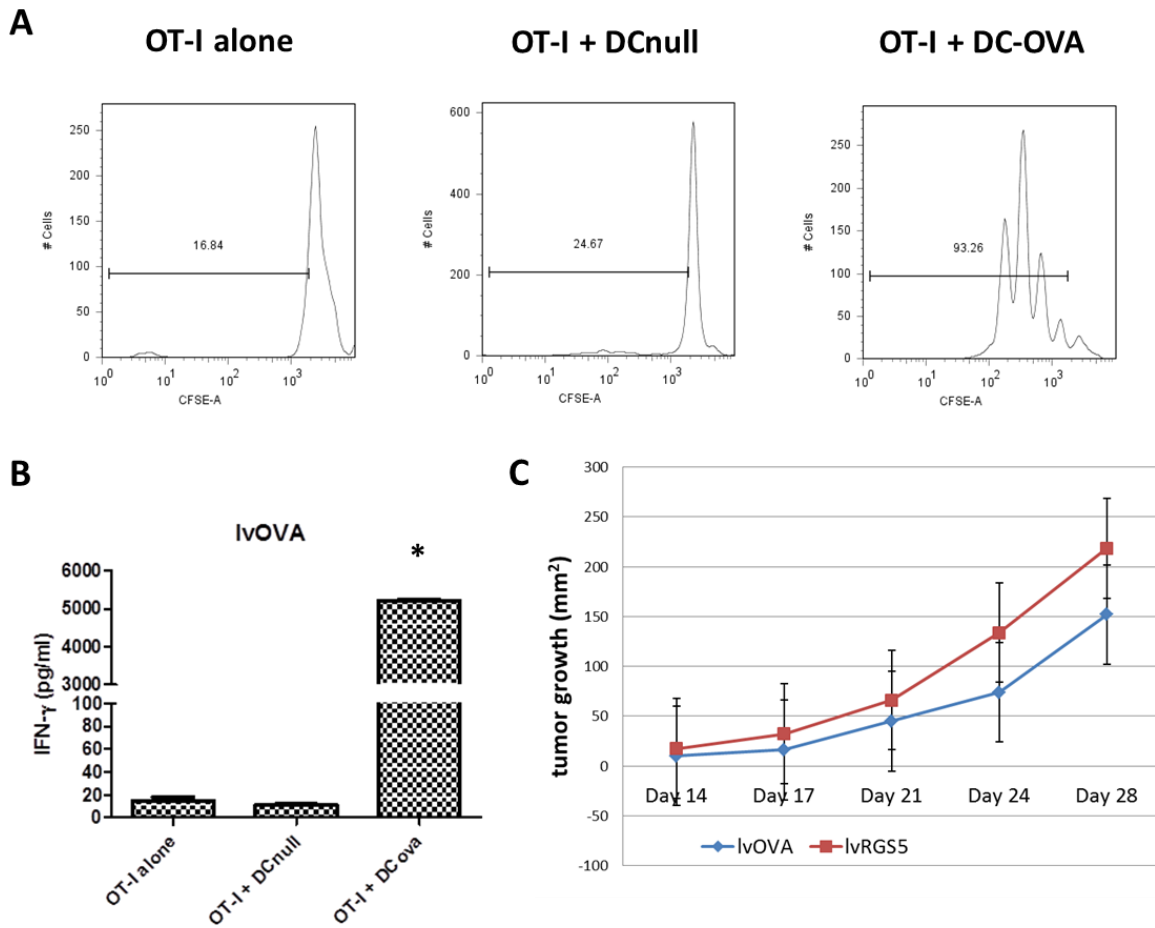 A
OT-I alone
OT-I + DCnull
OT-I + DC-OVA
250
200
150
100
50
0
# Cells
16.84
10^0 10^1 10^2 10^3
CFSE-A
600
400
200
0
# Cells
24.67
10^0 10^1 10^2 10^3
CFSE-A
250
200
150
100
50
0
# Cells
93.26
10^0 10^1 10^2 10^3
CFSE-A
B
lvOVA
*
6000
5000
4000
3000
100
80
60
40
20
0
IFN-γ (pg/ml)
OT-I alone
OT-I + DCnull
OT-I + DC ova
C
300
250
200
150
100
50
0
-50
-100
tumor growth (mm²)
Day 14 Day 17 Day 21 Day 24 Day 28
lvOVA lvRGS5